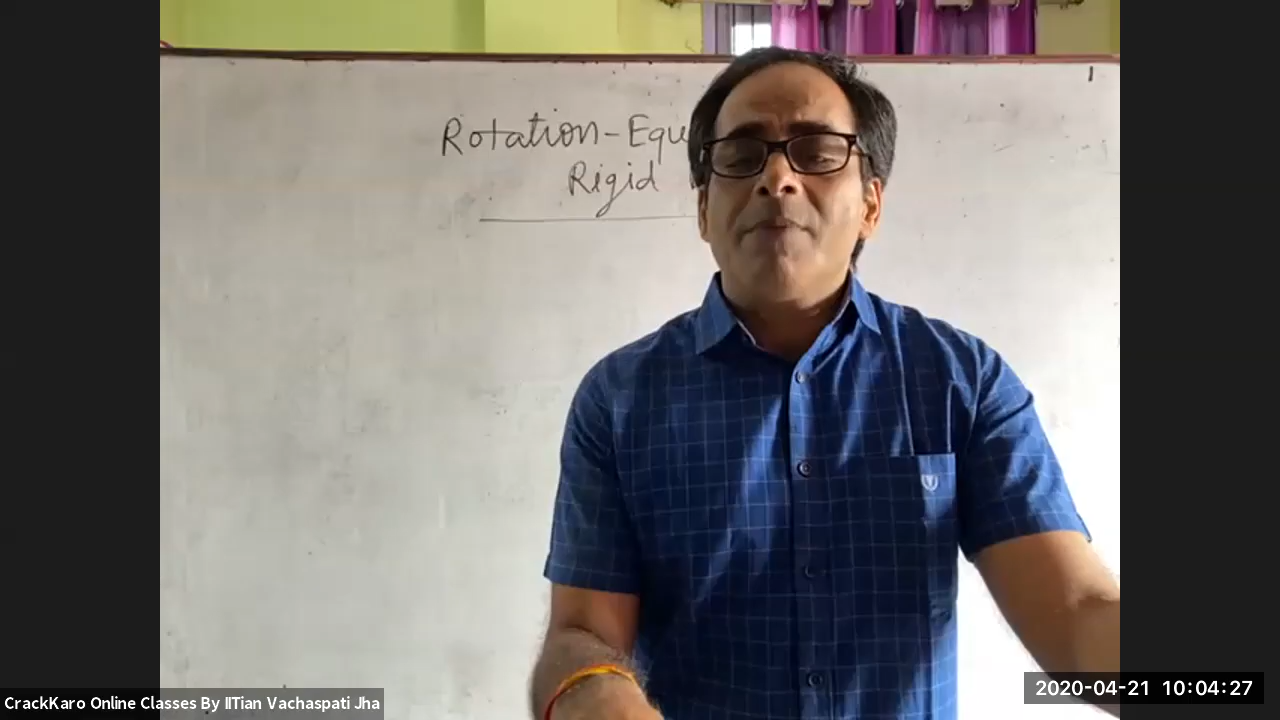 Rotation-Equ
Rigid
CrackKaro Online Classes By IITian Vachaspati Jha
2020-04-21 10:04:27